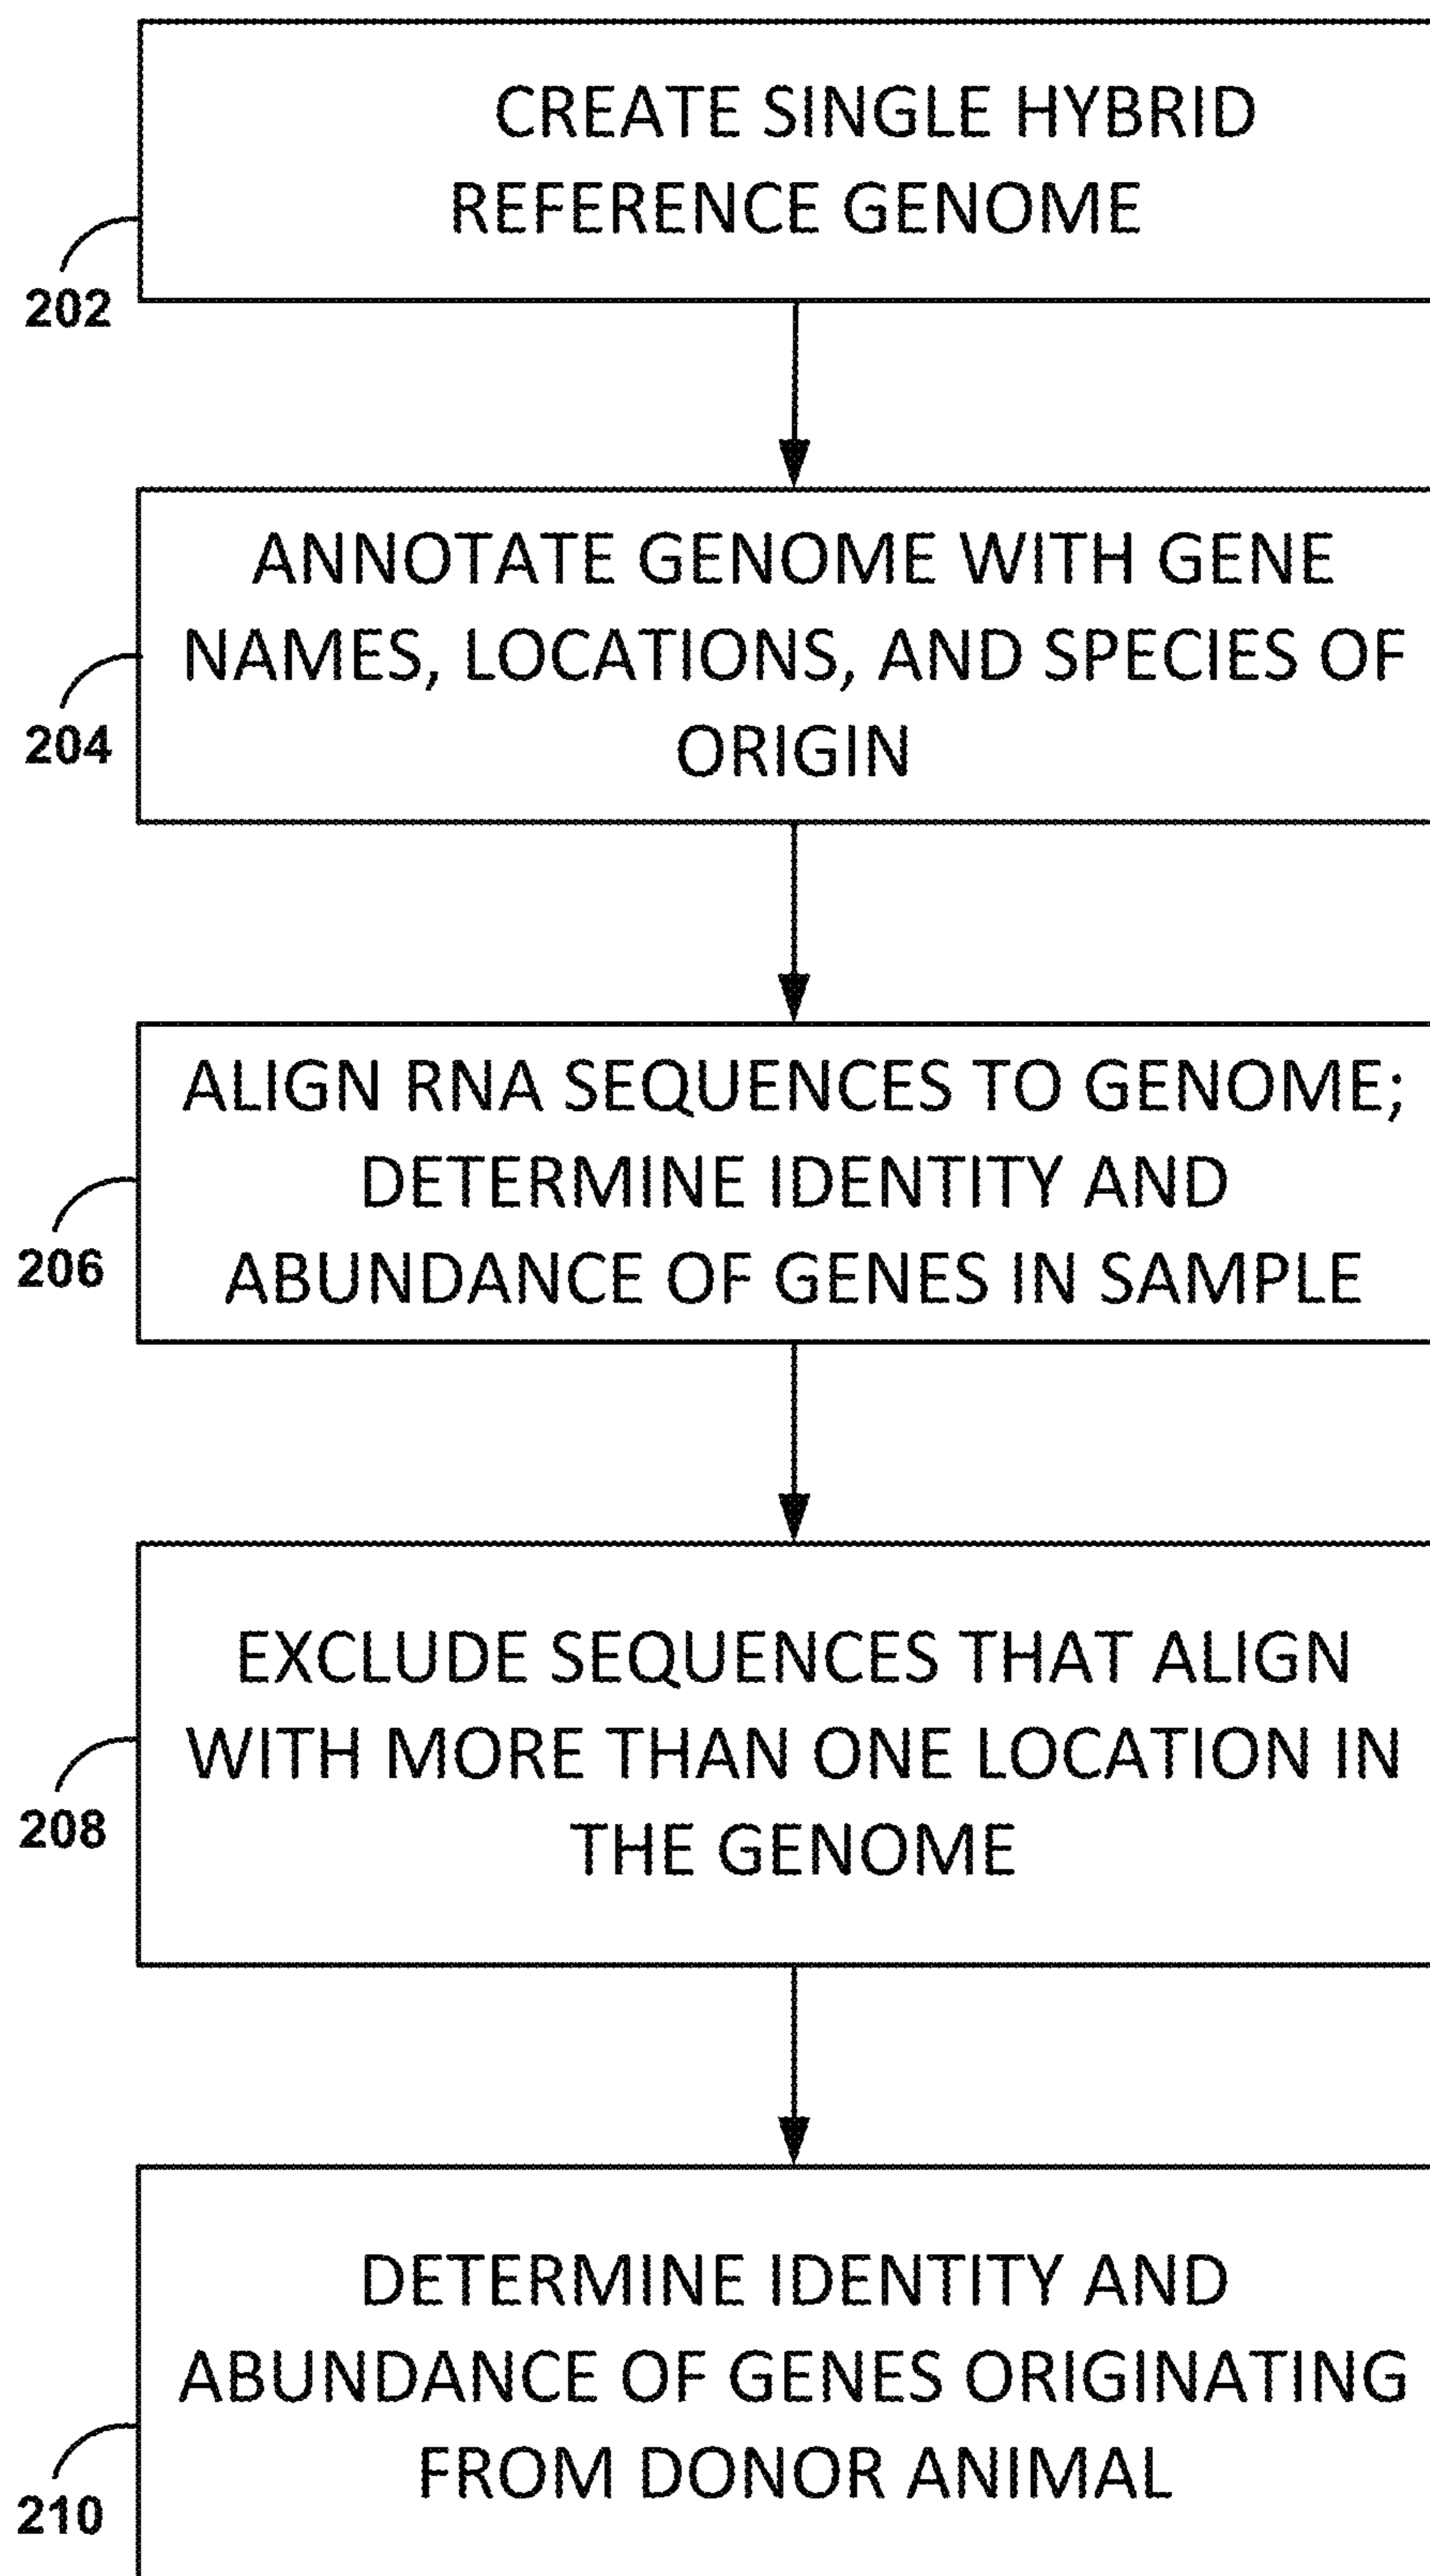 CREATE SINGLE HYBRID
REFERENCE GENOME
202
ANNOTATE GENOME WITH GENE
NAMES, LOCATIONS, AND SPECIES OF
ORIGIN
204
ALIGN RNA SEQUENCES TO GENOME;
DETERMINE IDENTITY AND
ABUNDANCE OF GENES IN SAMPLE
206
EXCLUDE SEQUENCES THAT ALIGN
WITH MORE THAN ONE LOCATION IN
THE GENOME
208
DETERMINE IDENTITY AND
ABUNDANCE OF GENES ORIGINATING
FROM DONOR ANIMAL
210